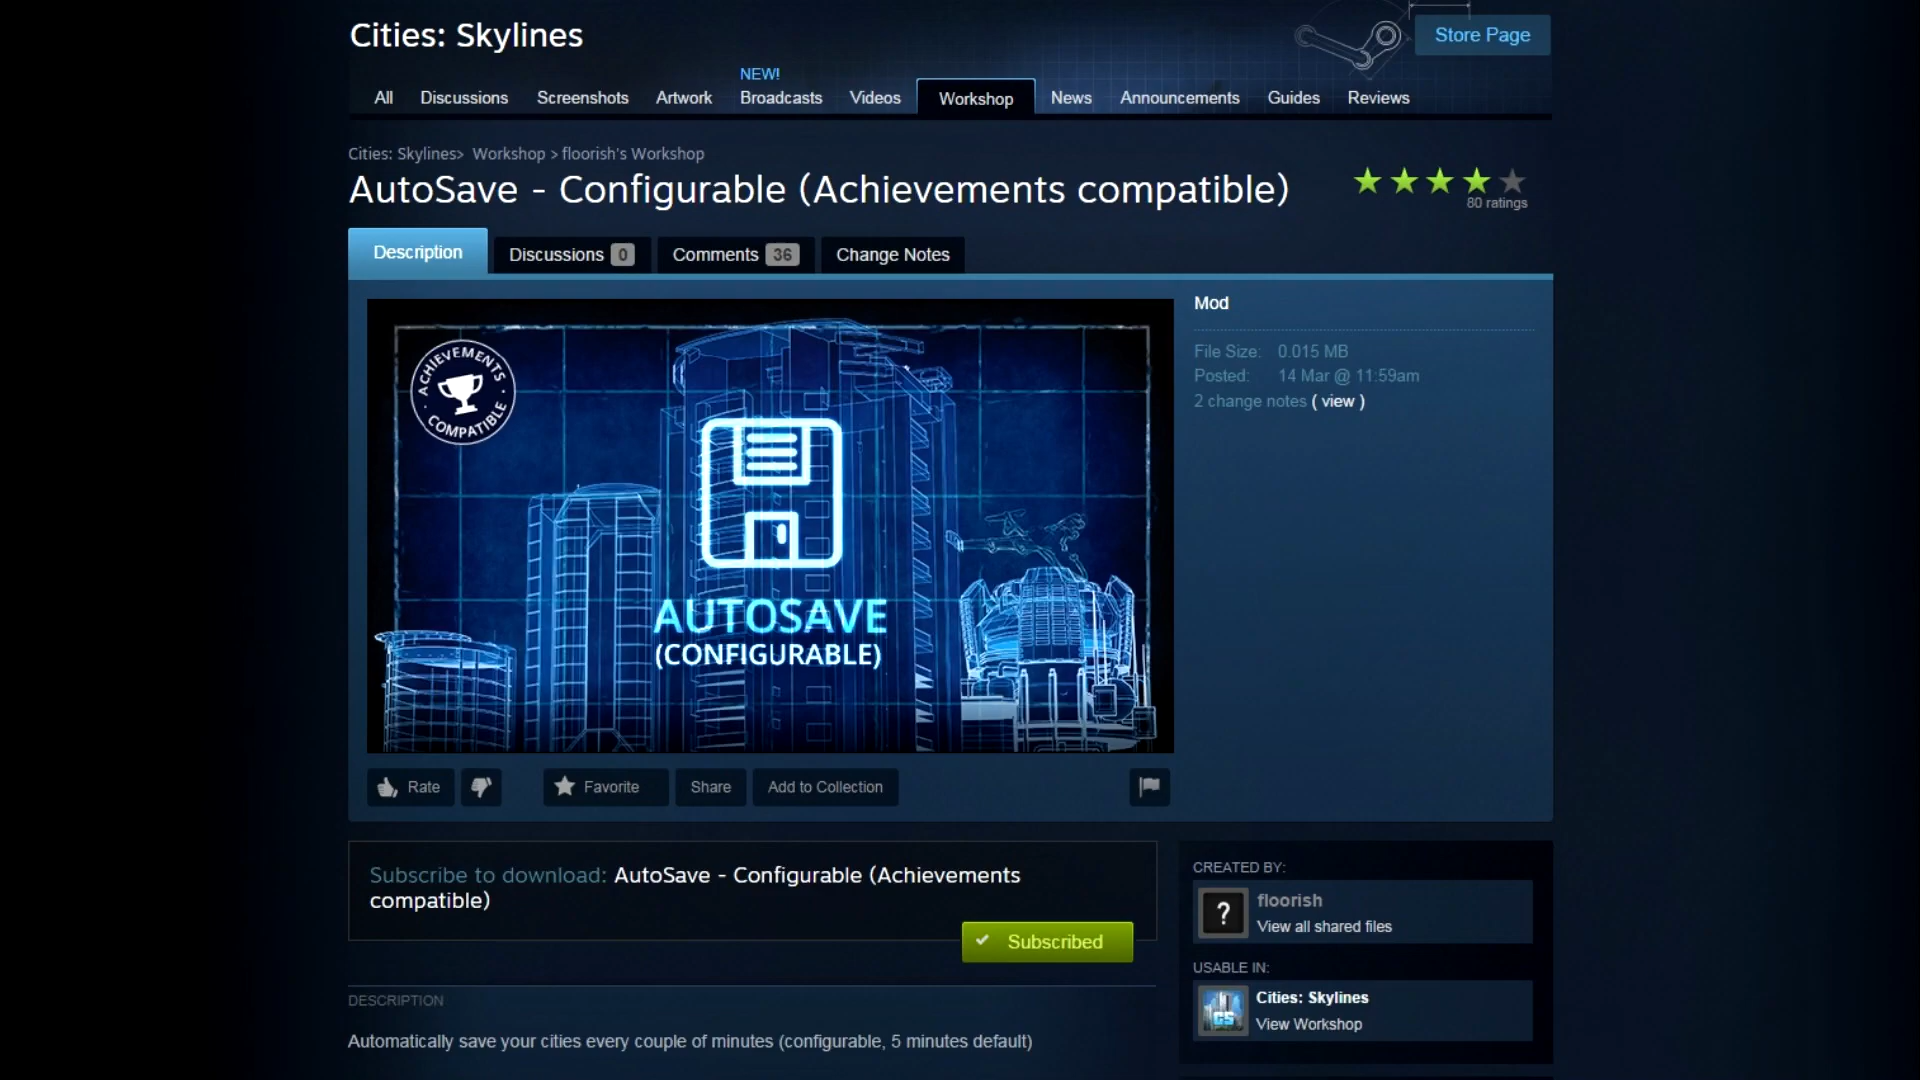 Cities: Skylines
Store Page
NEW!
All Discussions Screenshots Artwork Broadcasts Videos Workshop News Announcements Guides Reviews
Cities: Skylines> Workshop > floorish's Workshop
AutoSave - Configurable (Achievements compatible)
80 ratings
Description Discussions 0 Comments 36 Change Notes
ACHIEVEMENTS
COMPATIBLE
AUTOSAVE
(CONFIGURABLE)
Mod
File Size: 0.015 MB
Posted: 14 Mar @ 11:59am
2 change notes ( view )
Rate Favorite Share Add to Collection
Subscribe to download: AutoSave - Configurable (Achievements
compatible)
Subscribed
CREATED BY:
?
floorish
View all shared files
USABLE IN:
CS
Cities: Skylines
View Workshop
DESCRIPTION
Automatically save your cities every couple of minutes (configurable, 5 minutes default)